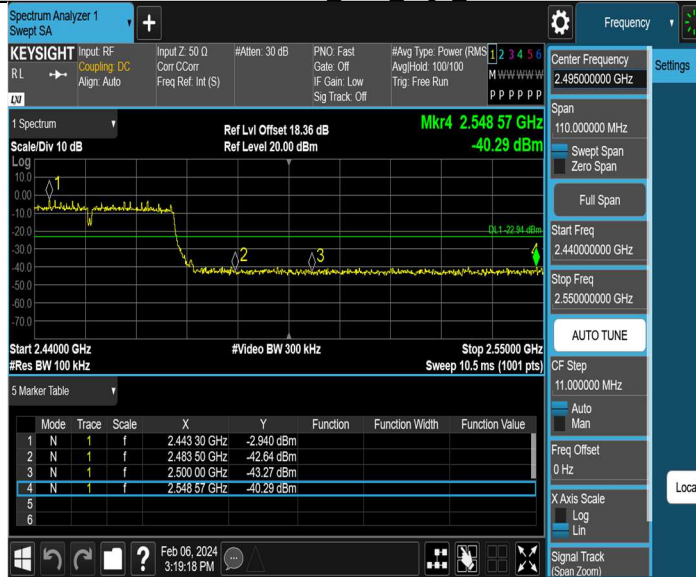 Spectrum Analyzer 1
Swept SA
Frequency
KEYSIGHT
RL
LXI
Input: RF
Coupling: DC
Align: Auto
Input Z: 50 Ω
Corr CCorr
Freq Ref: Int (S)
#Atten: 30 dB
PNO: Fast
Gate: Off
IF Gain: Low
Sig Track: Off
#Avg Type: Power (RMS
Avg|Hold: 100/100
Trig: Free Run
1 2 3 4 5 6
M W W W W W
P P P P P P
1 Spectrum
Scale/Div 10 dB
Ref Lvl Offset 18.36 dB
Ref Level 20.00 dBm
Mkr4 2.548 57 GHz
-40.29 dBm
Log
10.0
0.00
-10.0
-20.0
-30.0
-40.0
-50.0
-60.0
-70.0
1
2
3
4
DL1 -22.94 dBm
Start 2.44000 GHz
#Res BW 100 kHz
#Video BW 300 kHz
Stop 2.55000 GHz
Sweep 10.5 ms (1001 pts)
5 Marker Table
Mode Trace Scale X Y Function Function Width Function Value
1 N 1 f 2.443 30 GHz -2.940 dBm
2 N 1 f 2.483 50 GHz -42.64 dBm
3 N 1 f 2.500 00 GHz -43.27 dBm
4 N 1 f 2.548 57 GHz -40.29 dBm
5
6
Feb 06, 2024
3:19:18 PM
Center Frequency
2.495000000 GHz
Span
110.000000 MHz
Swept Span
Zero Span
Full Span
Start Freq
2.440000000 GHz
Stop Freq
2.550000000 GHz
AUTO TUNE
CF Step
11.000000 MHz
Auto
Man
Freq Offset
0 Hz
X Axis Scale
Log
Lin
Signal Track
(Span Zoom)
Settings
Loca